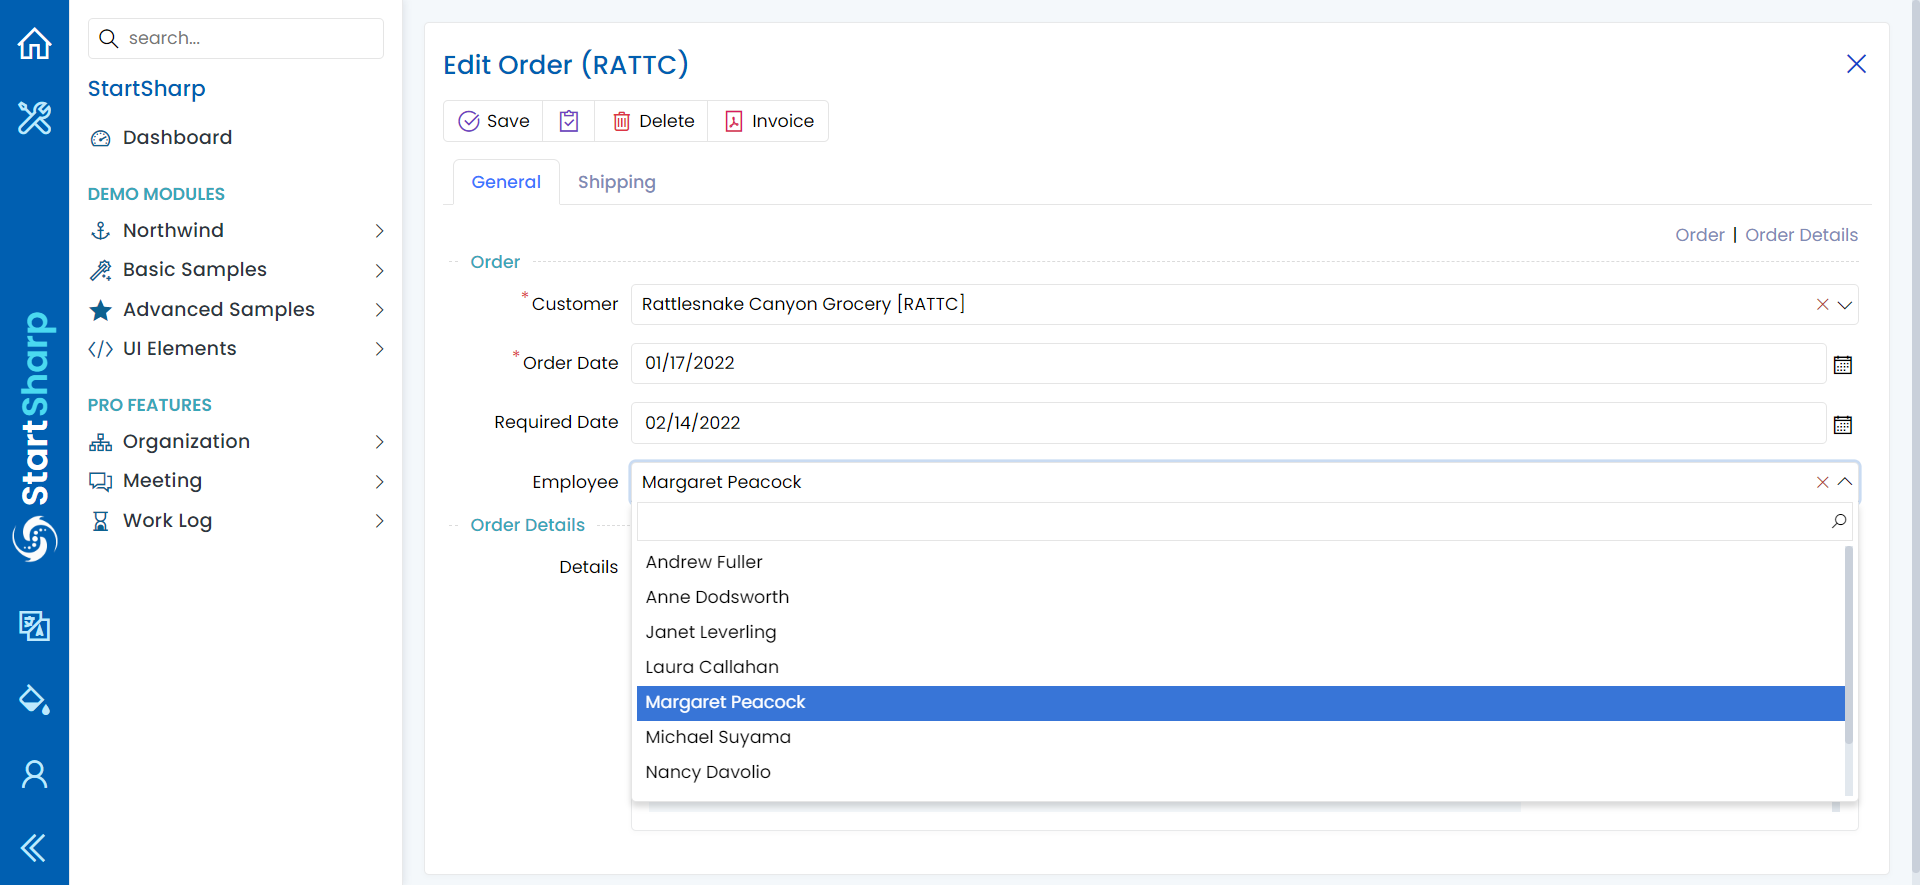 search...
StartSharp
Dashboard
DEMO MODULES
Northwind
Basic Samples
Advanced Samples
UI Elements
PRO FEATURES
Organization
Meeting
Work Log
StartSharp
Edit Order (RATTC)
Save
Delete
Invoice
General
Shipping
Order | Order Details
Order
* Customer
Rattlesnake Canyon Grocery [RATTC]
* Order Date
01/17/2022
Required Date
02/14/2022
Employee
Margaret Peacock
Order Details
Details
Andrew Fuller
Anne Dodsworth
Janet Leverling
Laura Callahan
Margaret Peacock
Michael Suyama
Nancy Davolio